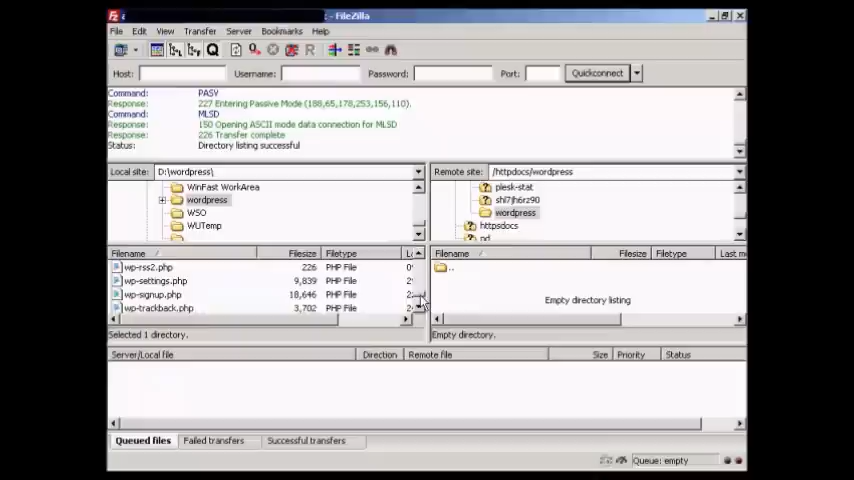 - FileZilla
File Edit View Transfer Server Bookmarks Help
Host: Username: Password: Port: Quickconnect
Command: PASV
Response: 227 Entering Passive Mode (188,65,178,253,156,110).
Command: MLSD
Response: 150 Opening ASCII mode data connection for MLSD
Response: 226 Transfer complete
Status: Directory listing successful
Local site: D:\wordpress\
WinFast WorkArea
wordpress
WSO
WUTemp
Remote site: /httpdocs/wordpress
plesk-stat
shl7jh6rz90
wordpress
httpsdocs
pd
Filename Filesize Filetype
wp-rss2.php 226 PHP File
wp-settings.php 9,839 PHP File
wp-signup.php 18,646 PHP File
wp-trackback.php 3,702 PHP File
Selected 1 directory.
Filename Filesize Filetype Last m
..
Empty directory listing
Empty directory.
Server/Local file Direction Remote file Size Priority Status
Queued files Failed transfers Successful transfers
Queue: empty